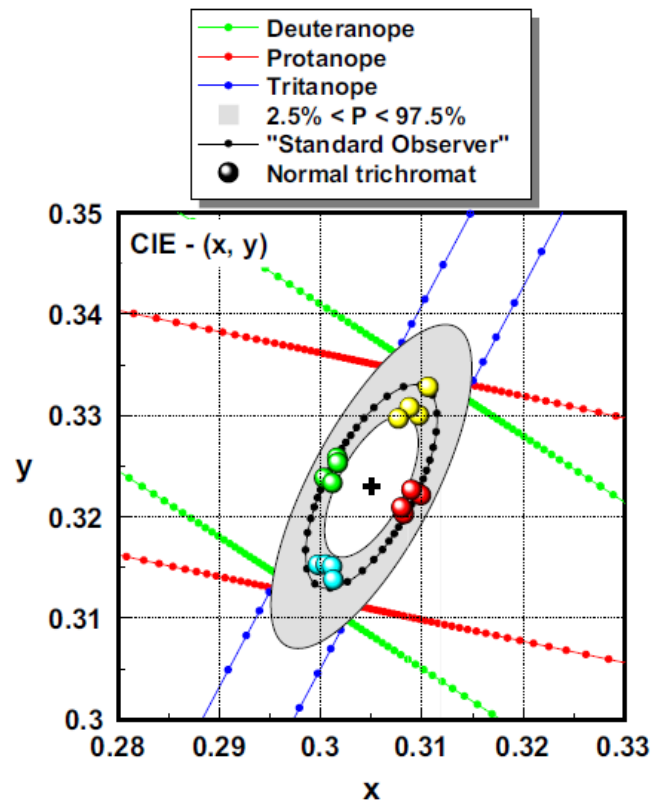 Deuteranope
Protanope
Tritanope
2.5% < P < 97.5%
"Standard Observer"
Normal trichromat
0.35
CIE - (x, y)
0.34
0.33
y
0.32
0.31
0.3
0.28 0.29 0.3 0.31 0.32 0.33
x